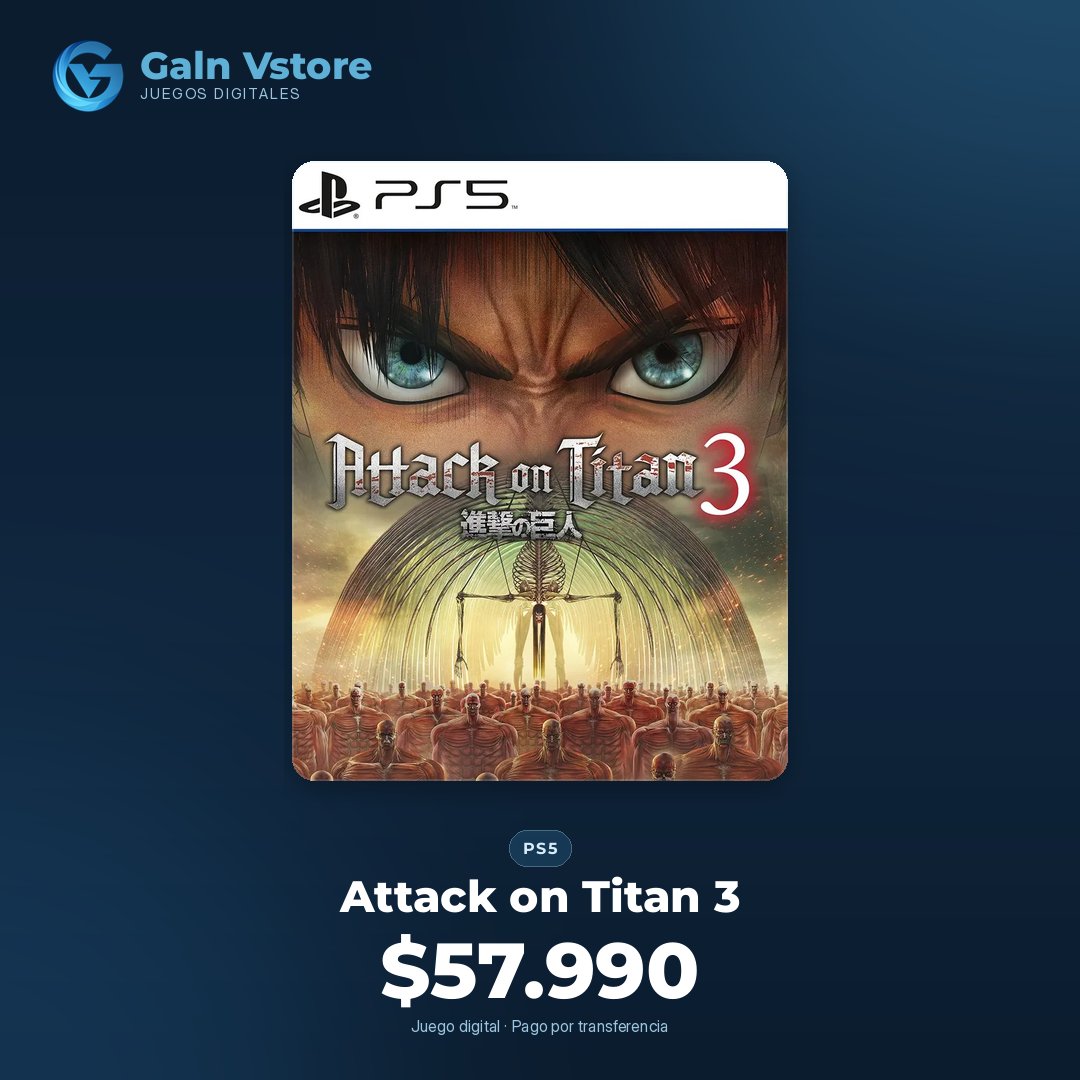 Galn Vstore
JUEGOS DIGITALES
PS5
Attack on Titan 3
進撃の巨人
PS5
Attack on Titan 3
$57.990
Juego digital · Pago por transferencia